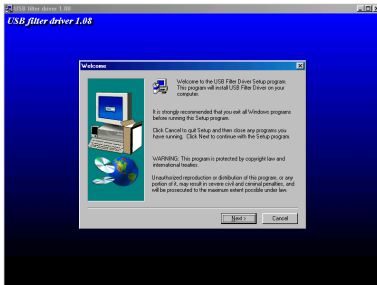 USB filter driver 1.08
USB filter driver 1.08
Welcome
Welcome to the USB Filter Driver Setup program.
This program will install USB Filter Driver on your
computer.
It is strongly recommended that you exit all Windows programs
before running this Setup program.
Click Cancel to quit Setup and then close any programs you
have running. Click Next to continue with the Setup program.
WARNING: This program is protected by copyright law and
international treaties.
Unauthorized reproduction or distribution of this program, or any
portion of it, may result in severe civil and criminal penalties, and
will be prosecuted to the maximum extent possible under law.
Next >
Cancel